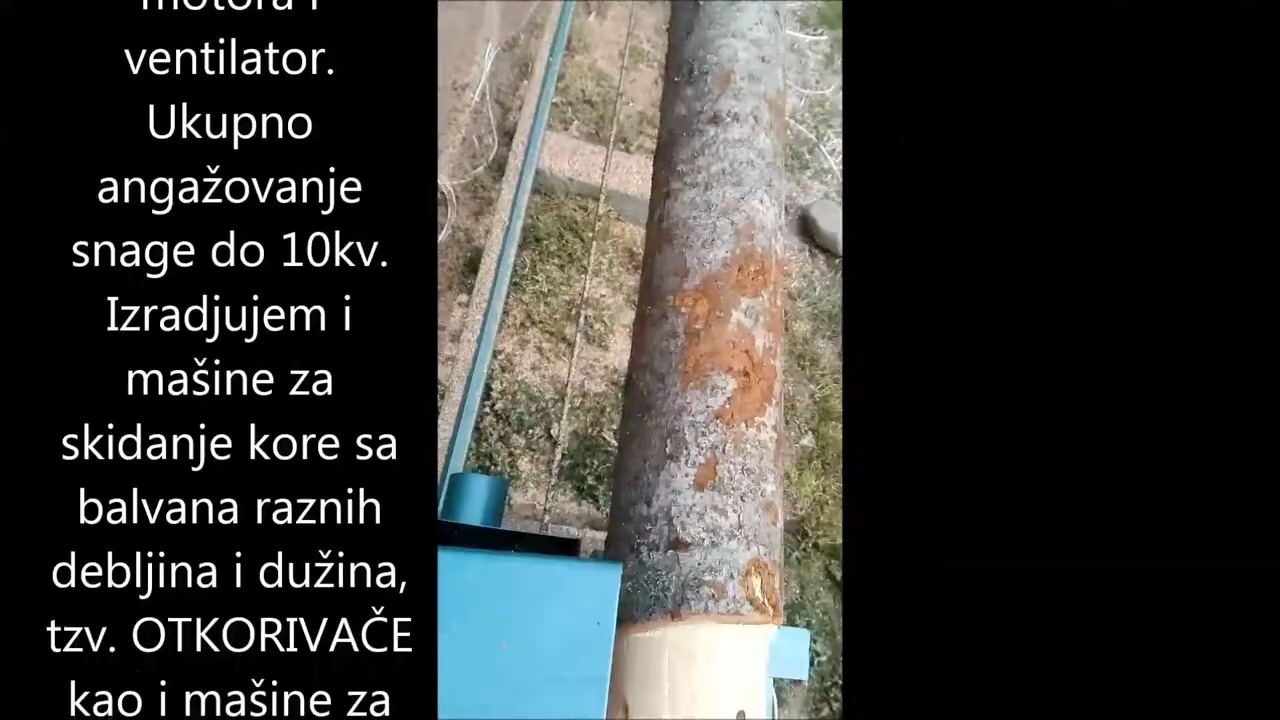 motora i
ventilator.
Ukupno
angažovanje
snage do 10kv.
Izradjujem i
mašine za
skidanje kore sa
balvana raznih
debljina i dužina,
tzv. OTKORIVAČE
kao i mašine za